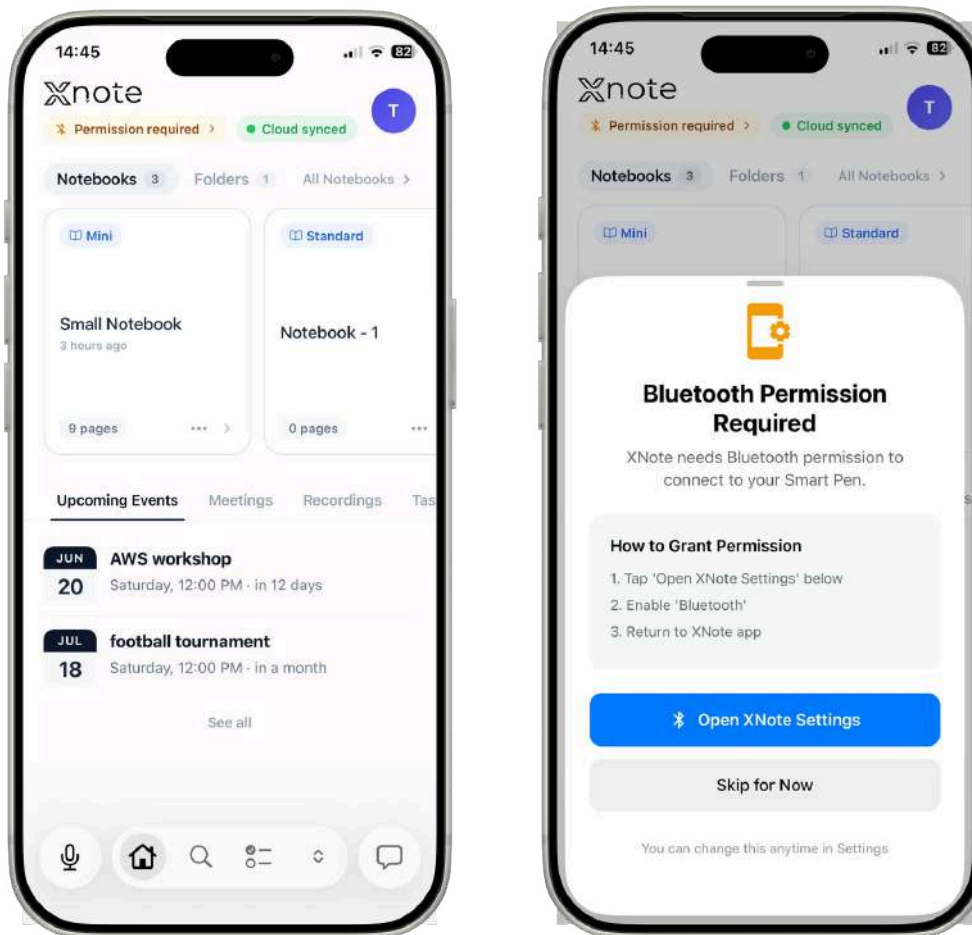 14:45
82
Xnote
Permission required >
Cloud synced
T
Notebooks 3
Folders 1
All Notebooks >
Mini
Standard
Small Notebook
3 hours ago
Notebook - 1
9 pages
0 pages
Upcoming Events
Meetings
Recordings
Tas
JUN
20
AWS workshop
Saturday, 12:00 PM · in 12 days
JUL
18
football tournament
Saturday, 12:00 PM · in a month
See all
14:45
82
Xnote
Permission required >
Cloud synced
T
Notebooks 3
Folders 1
All Notebooks >
Mini
Standard
Bluetooth Permission
Required
XNote needs Bluetooth permission to
connect to your Smart Pen.
How to Grant Permission
1. Tap 'Open XNote Settings' below
2. Enable 'Bluetooth'
3. Return to XNote app
Open XNote Settings
Skip for Now
You can change this anytime in Settings